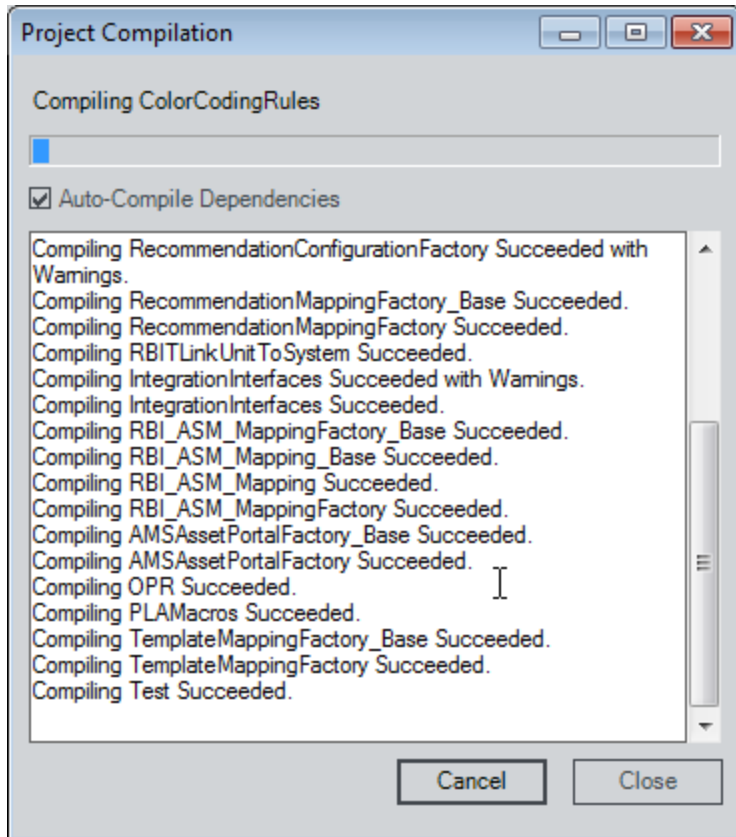 Project Compilation
Compiling ColorCodingRules
Auto-Compile Dependencies
Compiling RecommendationConfigurationFactory Succeeded with
Warnings.
Compiling RecommendationMappingFactory_Base Succeeded.
Compiling RecommendationMappingFactory Succeeded.
Compiling RBITLinkUnitToSystem Succeeded.
Compiling IntegrationInterfaces Succeeded with Warnings.
Compiling IntegrationInterfaces Succeeded.
Compiling RBI_ASM_MappingFactory_Base Succeeded.
Compiling RBI_ASM_Mapping_Base Succeeded.
Compiling RBI_ASM_Mapping Succeeded.
Compiling RBI_ASM_MappingFactory Succeeded.
Compiling AMSAssetPortalFactory_Base Succeeded.
Compiling AMSAssetPortalFactory Succeeded.
Compiling OPR Succeeded.
Compiling PLAMacros Succeeded.
Compiling TemplateMappingFactory_Base Succeeded.
Compiling TemplateMappingFactory Succeeded.
Compiling Test Succeeded.
Cancel Close